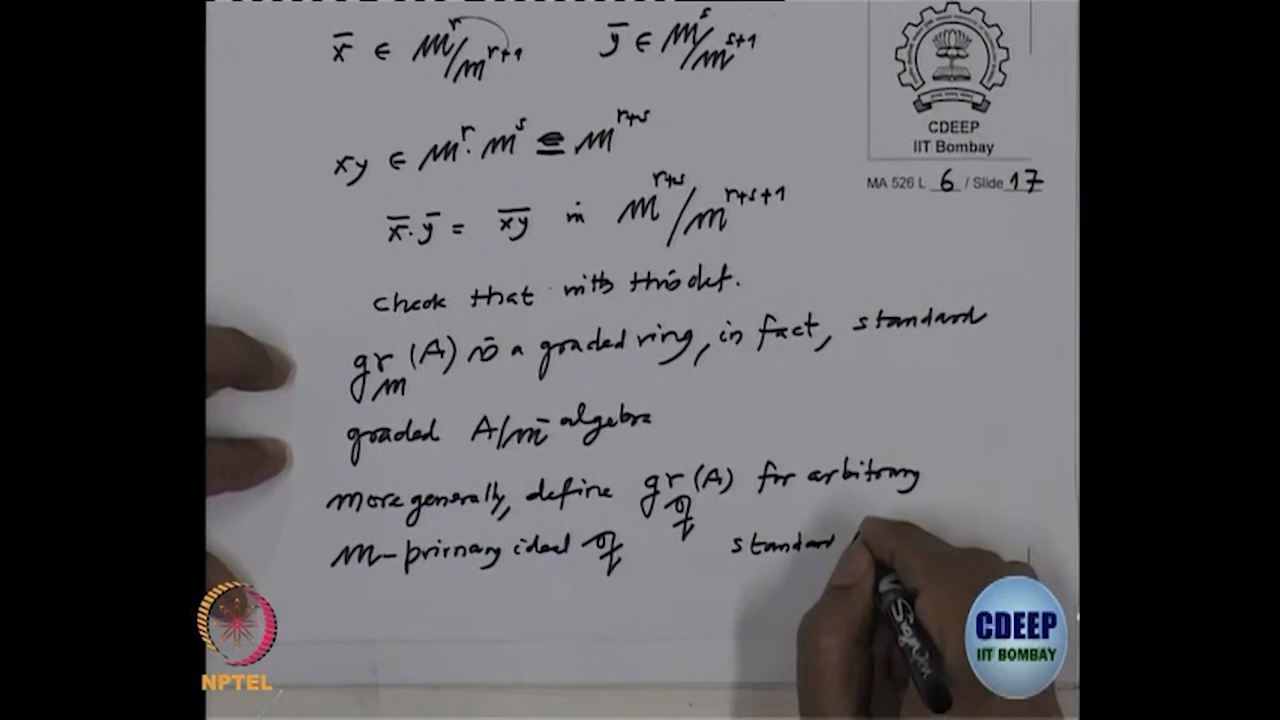 x̄ ∈ 𝔪^r/𝔪^{r+1}   ȳ ∈ 𝔪^s/𝔪^{s+1}
xy ∈ 𝔪^r · 𝔪^s = 𝔪^{r+s}
x̄·ȳ = \overline{xy} in 𝔪^{r+s}/𝔪^{r+s+1}
check that with this def.
gr_𝔪(A) is a graded ring, in fact, standard
graded A/𝔪-algebra
more generally, define gr_𝔮(A) for arbitrary
𝔪-primary ideal 𝔮   standard
CDEEP
IIT Bombay
MA 526 L 6 / Slide 17
NPTEL
CDEEP
IIT BOMBAY